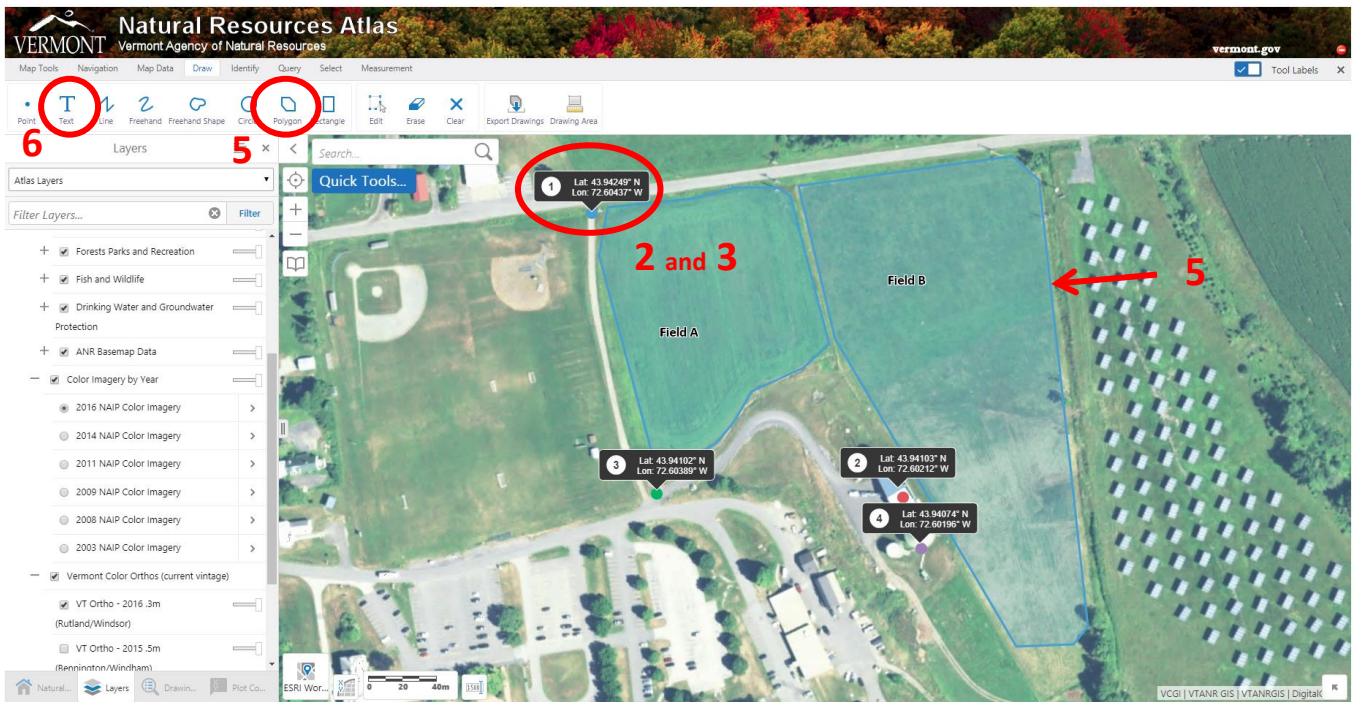 VERMONT
Natural Resources Atlas
Vermont Agency of Natural Resources
vermont.gov
Map Tools Navigation Map Data Draw Identify Query Select Measurement
Tool Labels X
Point Text Line Freehand Freehand Shape Polygon Edit Erase Clear Export Drawings Drawing Area
6
5
Layers
Search...
Atlas Layers
Quick Tools...
Filter Layers... Filter
Forests Parks and Recreation
Fish and Wildlife
Drinking Water and Groundwater
Protection
ANR Basemap Data
Color Imagery by Year
2016 NAIP Color Imagery
2014 NAIP Color Imagery
2011 NAIP Color Imagery
2009 NAIP Color Imagery
2008 NAIP Color Imagery
2003 NAIP Color Imagery
Vermont Color Orthos (current vintage)
VT Ortho - 2016 .3m
(Rutland/Windsor)
VT Ortho - 2015 .5m
(Bennington/Windham)
Natural... Layers Drawin... Plot Co...
1 Lat: 43.94249° N
Lon: 72.60437° W
2 and 3
Field A
Field B
5
3 Lat: 43.94102° N
Lon: 72.60389° W
2 Lat: 43.94103° N
Lon: 72.60212° W
4 Lat: 43.94074° N
Lon: 72.60196° W
ESRI Wor...
0 20 40m
VCGI | VTANR GIS | VTANRGIS |